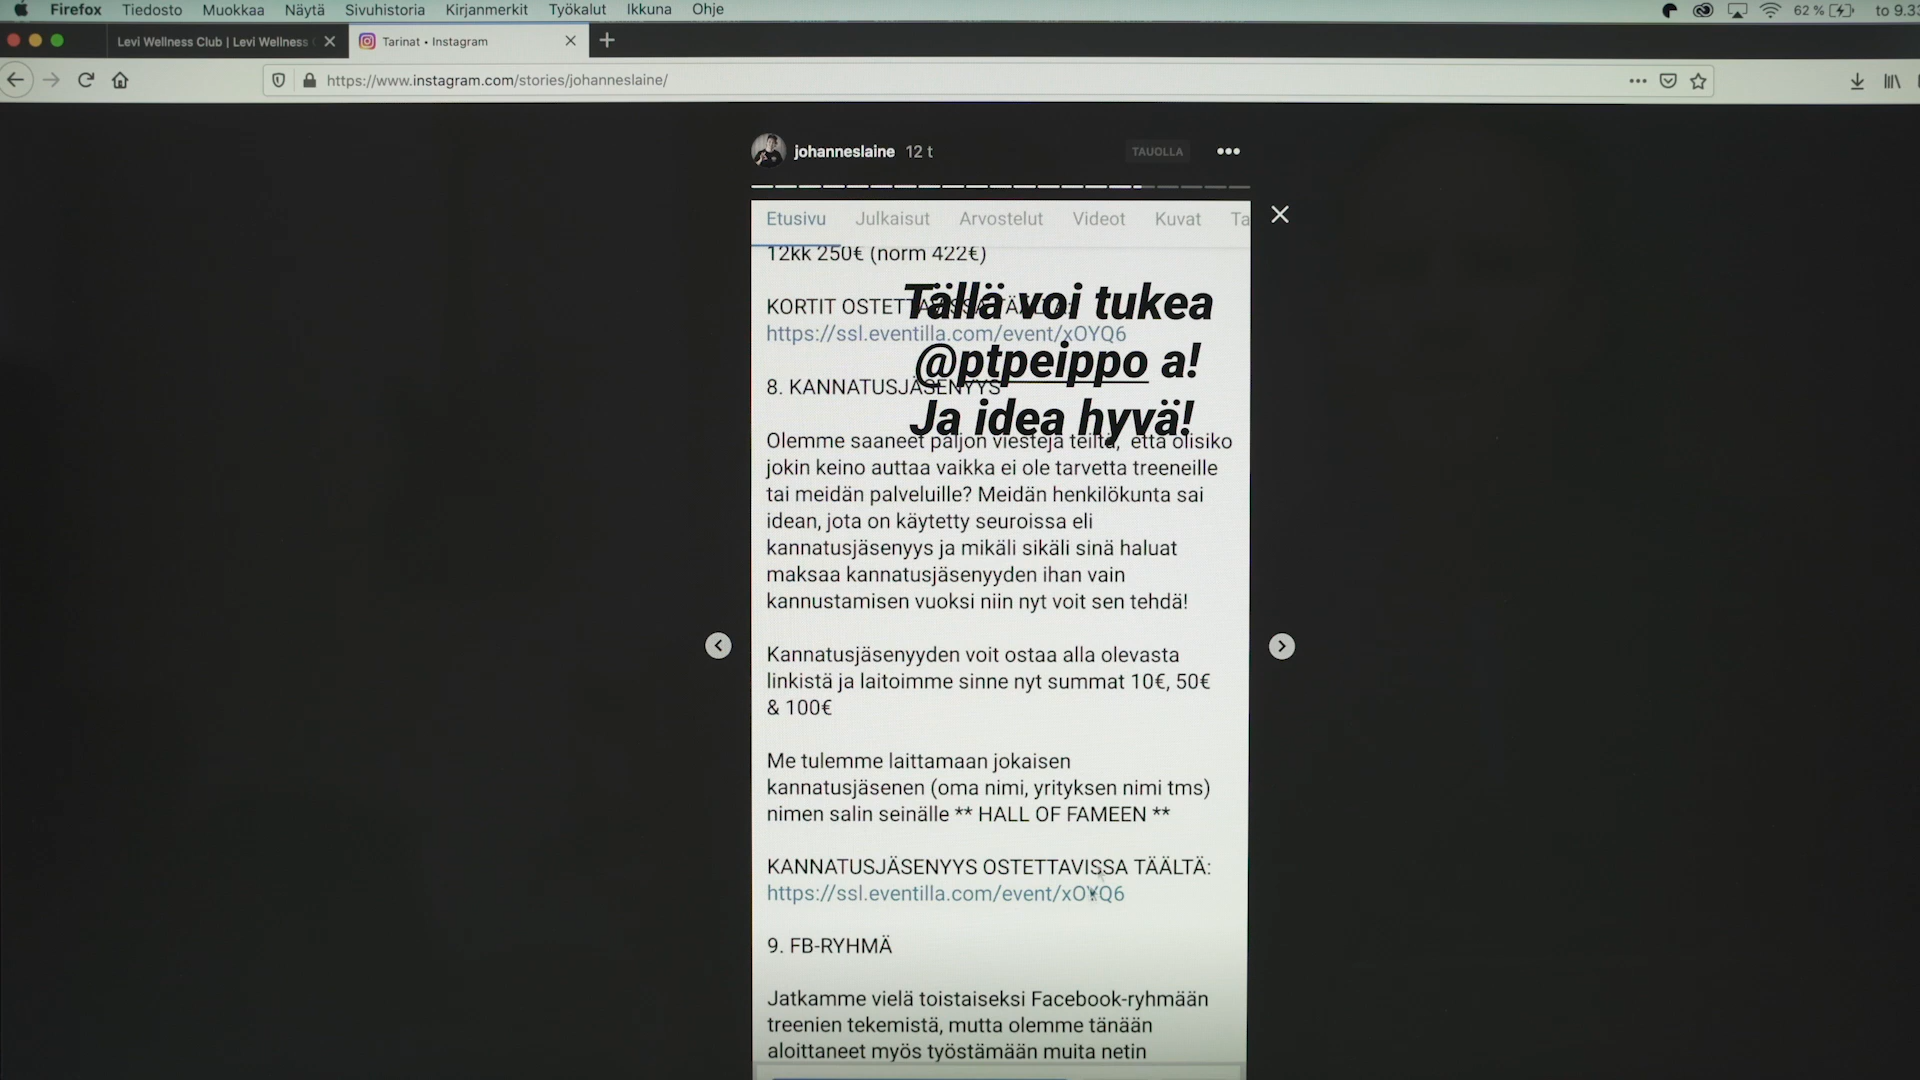 Firefox Tiedosto Muokkaa Näytä Sivuhistoria Kirjanmerkit Työkalut Ikkuna Ohje
62 % to 9.33
Levi Wellness Club | Levi Wellness
Tarinat • Instagram
https://www.instagram.com/stories/johanneslaine/
johanneslaine 12 t
TAUOLLA
Etusivu Julkaisut Arvostelut Videot Kuvat Ta
12kk 250€ (norm 422€)
Tällä voi tukea
@ptpeippo a!
Ja idea hyvä!
KORTIT OSTETTAVISSA TÄÄLTÄ:
https://ssl.eventilla.com/event/xOYQ6
8. KANNATUSJÄSENYYS
Olemme saaneet paljon viestejä teiltä, että olisiko
jokin keino auttaa vaikka ei ole tarvetta treeneille
tai meidän palveluille? Meidän henkilökunta sai
idean, jota on käytetty seuroissa eli
kannatusjäsenyys ja mikäli sikäli sinä haluat
maksaa kannatusjäsenyyden ihan vain
kannustamisen vuoksi niin nyt voit sen tehdä!
Kannatusjäsenyyden voit ostaa alla olevasta
linkistä ja laitoimme sinne nyt summat 10€, 50€
& 100€
Me tulemme laittamaan jokaisen
kannatusjäsenen (oma nimi, yrityksen nimi tms)
nimen salin seinälle ** HALL OF FAMEEN **
KANNATUSJÄSENYYS OSTETTAVISSA TÄÄLTÄ:
https://ssl.eventilla.com/event/xOYQ6
9. FB-RYHMÄ
Jatkamme vielä toistaiseksi Facebook-ryhmään
treenien tekemistä, mutta olemme tänään
aloittaneet myös työstämään muita netin